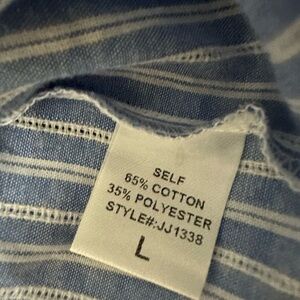 SELF
65% COTTON
35% POLYESTER
STYLE#:JJ1338
L